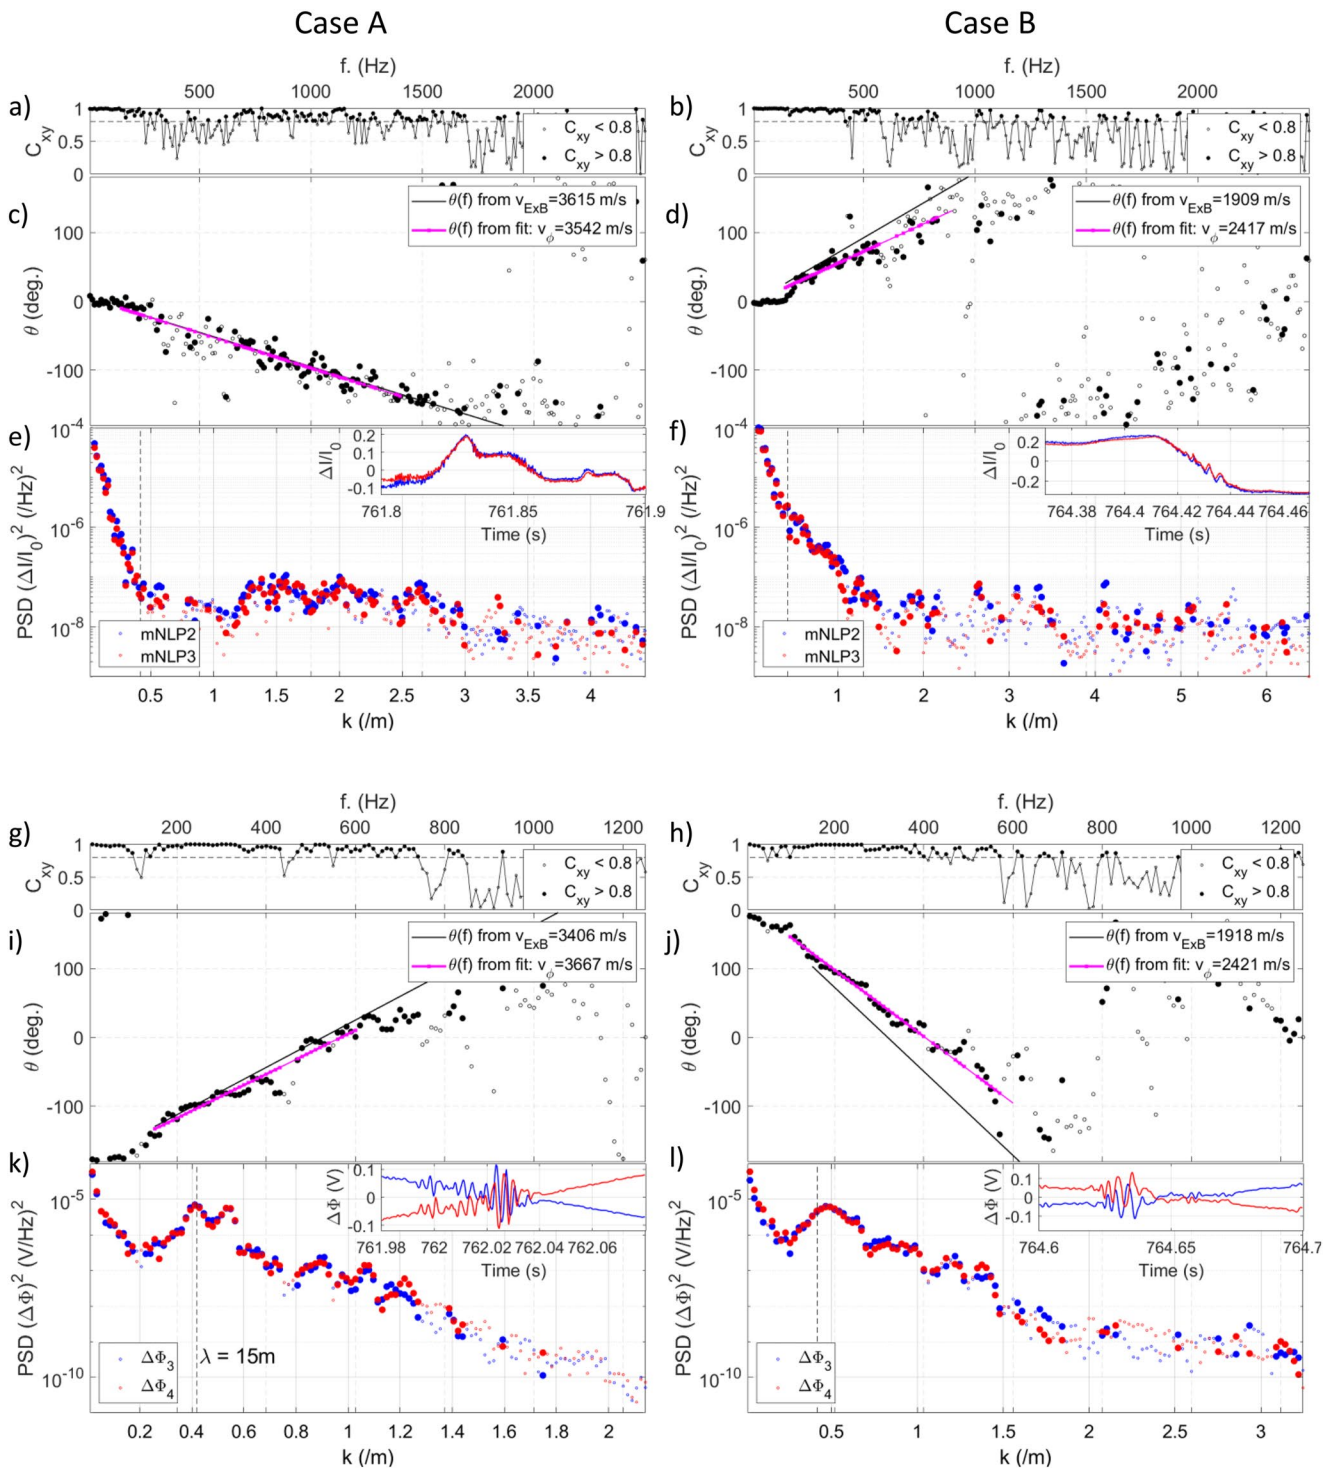 Case A
Case B
f. (Hz)
f. (Hz)
500 1000 1500 2000
500 1000 1500 2000
a)
b)
1
0.5
0
C_xy
C_xy < 0.8
C_xy > 0.8
1
0.5
0
C_xy
C_xy < 0.8
C_xy > 0.8
c)
θ(f) from v_ExB=3615 m/s
θ(f) from fit: v_ϕ=3542 m/s
100
0
-100
θ (deg.)
d)
θ(f) from v_ExB=1909 m/s
θ(f) from fit: v_ϕ=2417 m/s
100
0
-100
θ (deg.)
e)
10^-4
10^-6
10^-8
PSD (ΔI/I_0)^2 (/Hz)^2
ΔI/I_0
0.2
0
-0.1
761.8 761.85 761.9
Time (s)
mNLP2
mNLP3
0.5 1 1.5 2 2.5 3 3.5 4
k (/m)
f)
10^-4
10^-6
10^-8
PSD (ΔI/I_0)^2 (/Hz)^2
ΔI/I_0
0.2
0
-0.2
764.38 764.4 764.42 764.44 764.46
Time (s)
mNLP2
mNLP3
1 2 3 4 5 6
k (/m)
f. (Hz)
f. (Hz)
200 400 600 800 1000 1200
200 400 600 800 1000 1200
g)
h)
1
0.5
0
C_xy
C_xy < 0.8
C_xy > 0.8
1
0.5
0
C_xy
C_xy < 0.8
C_xy > 0.8
i)
θ(f) from v_ExB=3406 m/s
θ(f) from fit: v_ϕ=3667 m/s
100
0
-100
θ (deg.)
j)
θ(f) from v_ExB=1918 m/s
θ(f) from fit: v_ϕ=2421 m/s
100
0
-100
θ (deg.)
k)
10^-5
10^-10
PSD (ΔΦ)^2 (V/Hz)^2
ΔΦ (V)
0.1
0
-0.1
761.98 762 762.02 762.04 762.06
Time (s)
ΔΦ_3
ΔΦ_4
λ = 15m
0.2 0.4 0.6 0.8 1 1.2 1.4 1.6 1.8 2
k (/m)
l)
10^-5
10^-10
PSD (ΔΦ)^2 (V/Hz)^2
ΔΦ (V)
0.1
0
-0.1
764.6 764.65 764.7
Time (s)
ΔΦ_3
ΔΦ_4
0.5 1 1.5 2 2.5 3
k (/m)